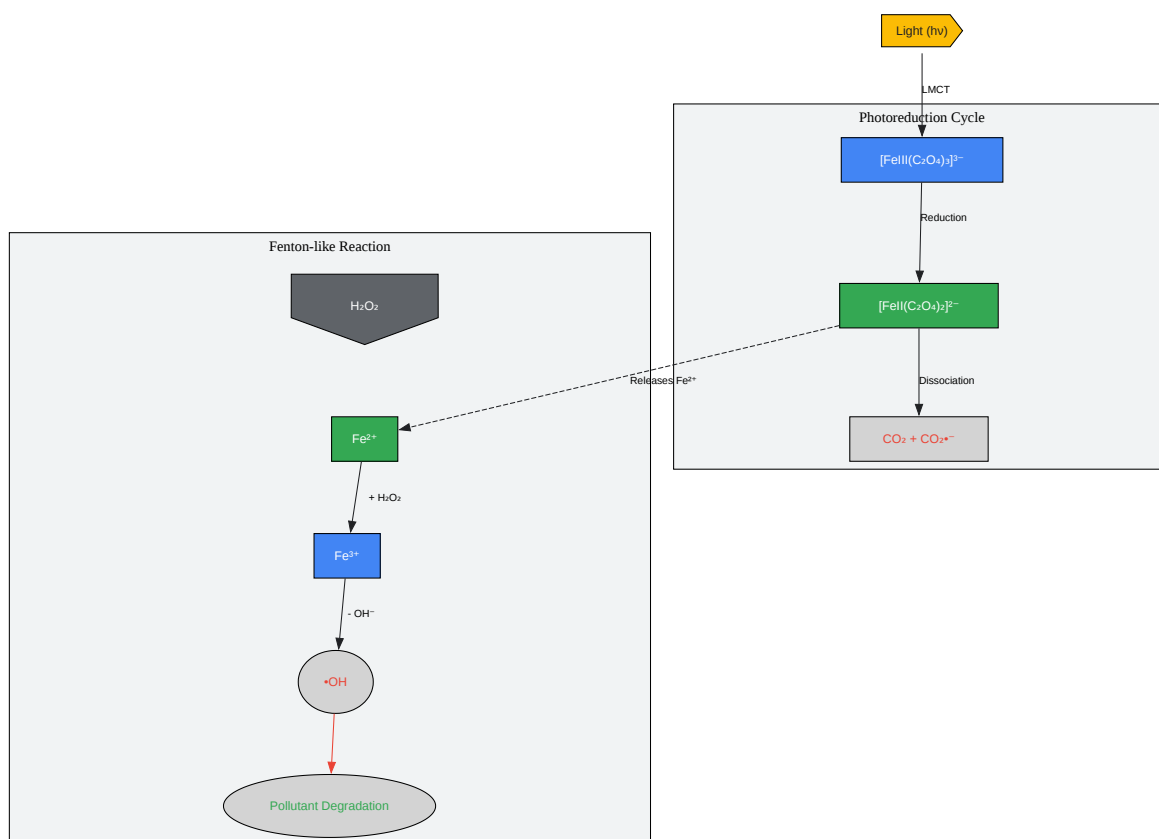 Light (hν)
LMCT
Photoreduction Cycle
[FeIII(C₂O₄)₃]³⁻
Reduction
Fenton-like Reaction
H₂O₂
[FeII(C₂O₄)₂]²⁻
Releases Fe²⁺
Dissociation
Fe²⁺
CO₂ + CO₂•⁻
+ H₂O₂
Fe³⁺
- OH⁻
•OH
Pollutant Degradation